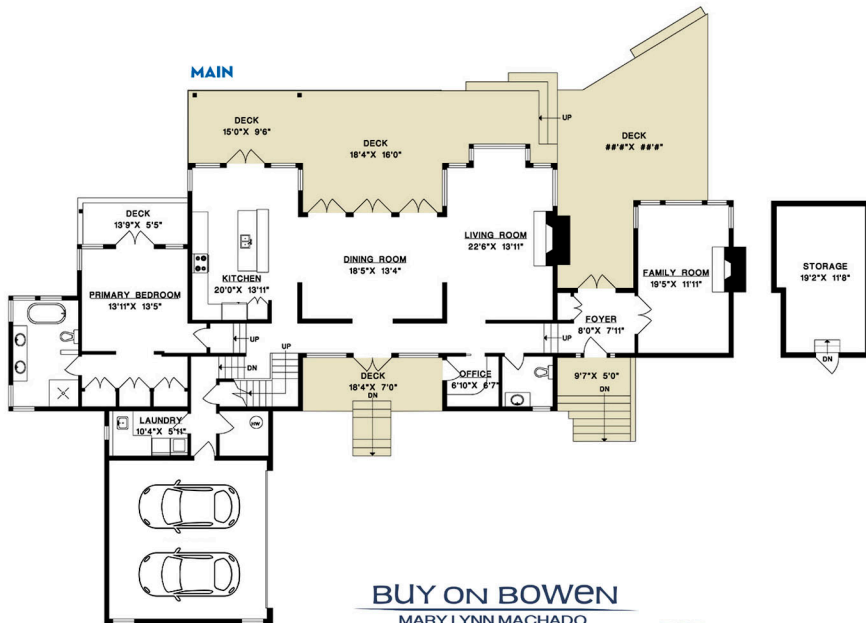 MAIN
DECK
15'0"X 9'6"
DECK
18'4"X 16'0"
UP
DECK
##'#"X ##'#"
DECK
13'9"X 5'5"
KITCHEN
20'0"X 13'11"
DINING ROOM
18'5"X 13'4"
LIVING ROOM
22'6"X 13'11"
FAMILY ROOM
19'5"X 11'11"
STORAGE
19'2"X 11'8"
DN
PRIMARY BEDROOM
13'11"X 13'5"
FOYER
8'0"X 7'11"
UP
UP
UP
DN
DECK
18'4"X 7'0"
DN
OFFICE
6'10"X 6'7"
9'7"X 5'0"
DN
LAUNDRY
10'4"X 5'11"
HW
BUY ON BOWEN
MARY LYNN MACHADO